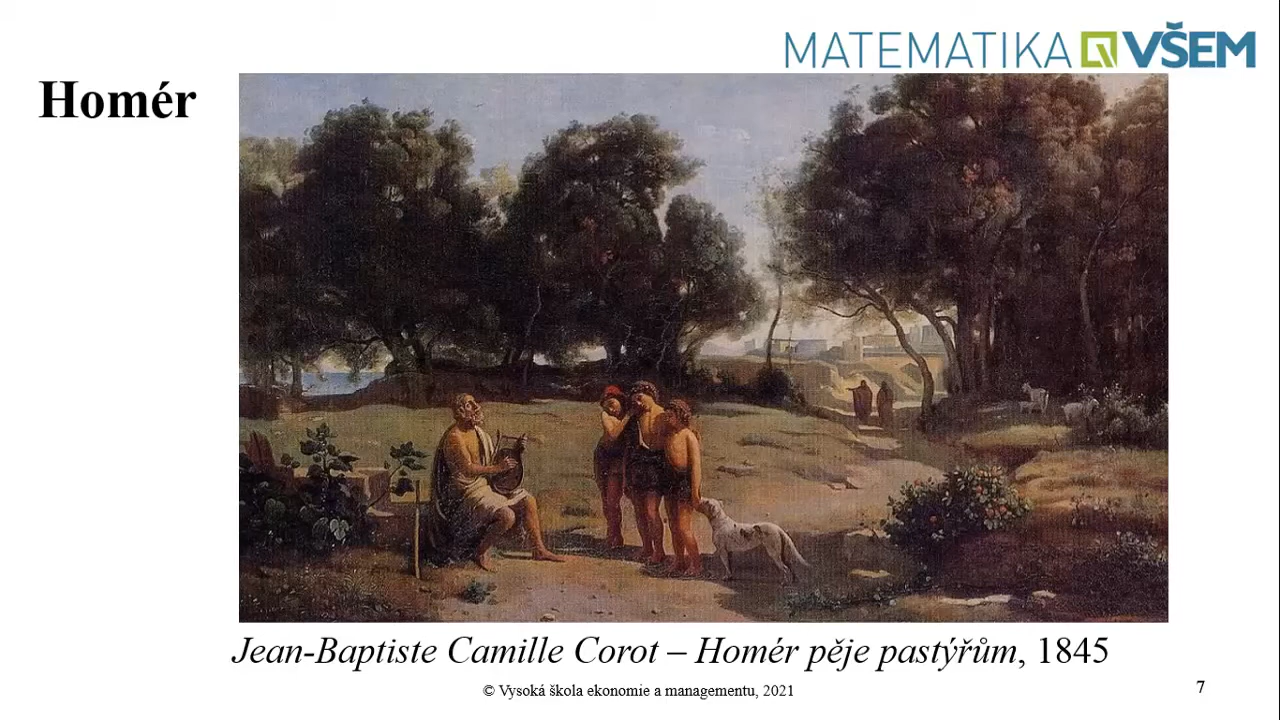 MATEMATIKA VŠEM
Homér
Jean-Baptiste Camille Corot – Homér pěje pastýřům, 1845
© Vysoká škola ekonomie a managementu, 2021
7